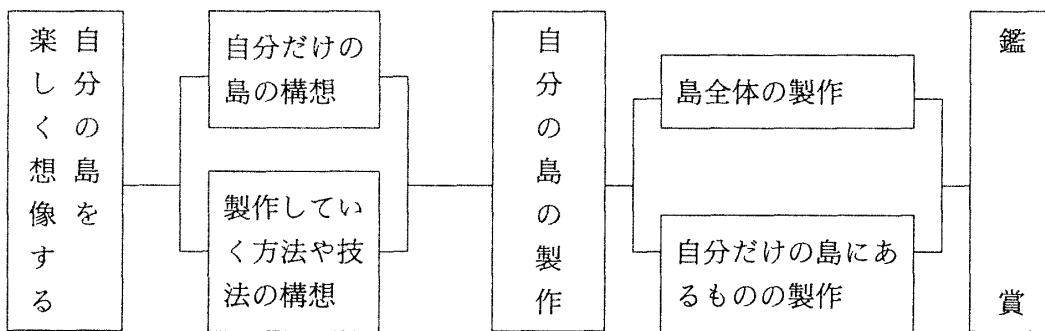 自分の島を
楽しく想像する
自分だけの
島の構想
製作してい
く方法や技
法の構想
自分の島の製作
島全体の製作
自分だけの島にあ
るものの製作
鑑賞